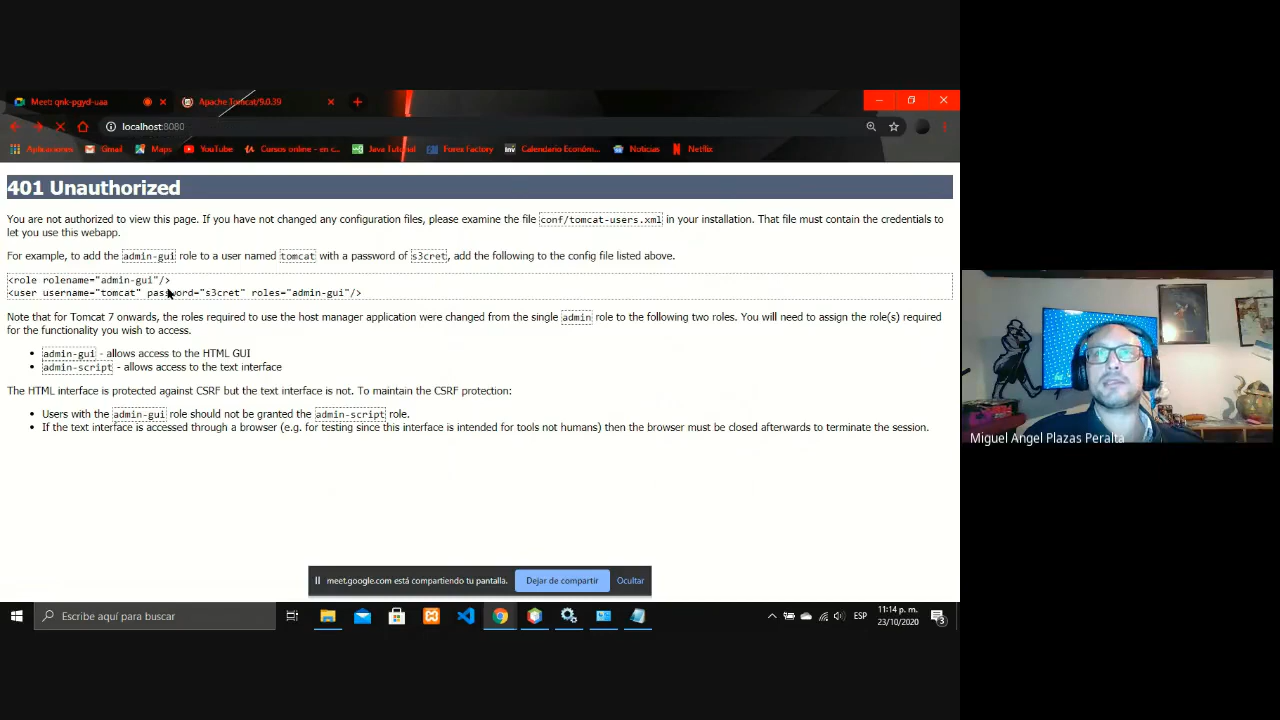 Meet: qnk-pgyd-uaa
Apache Tomcat/9.0.39
localhost:8080
Aplicaciones Gmail Maps YouTube Cursos online - en c... Java Tutorial Forex Factory inv Calendario Económ... Noticias Netflix
401 Unauthorized
You are not authorized to view this page. If you have not changed any configuration files, please examine the file conf/tomcat-users.xml in your installation. That file must contain the credentials to
let you use this webapp.
For example, to add the admin-gui role to a user named tomcat with a password of s3cret, add the following to the config file listed above.
<role rolename="admin-gui"/>
<user username="tomcat" password="s3cret" roles="admin-gui"/>
Note that for Tomcat 7 onwards, the roles required to use the host manager application were changed from the single admin role to the following two roles. You will need to assign the role(s) required
for the functionality you wish to access.
• admin-gui - allows access to the HTML GUI
• admin-script - allows access to the text interface
The HTML interface is protected against CSRF but the text interface is not. To maintain the CSRF protection:
• Users with the admin-gui role should not be granted the admin-script role.
• If the text interface is accessed through a browser (e.g. for testing since this interface is intended for tools not humans) then the browser must be closed afterwards to terminate the session.
Miguel Angel Plazas Peralta
meet.google.com está compartiendo tu pantalla. Dejar de compartir Ocultar
Escribe aquí para buscar
ESP
11:14 p. m.
23/10/2020
3